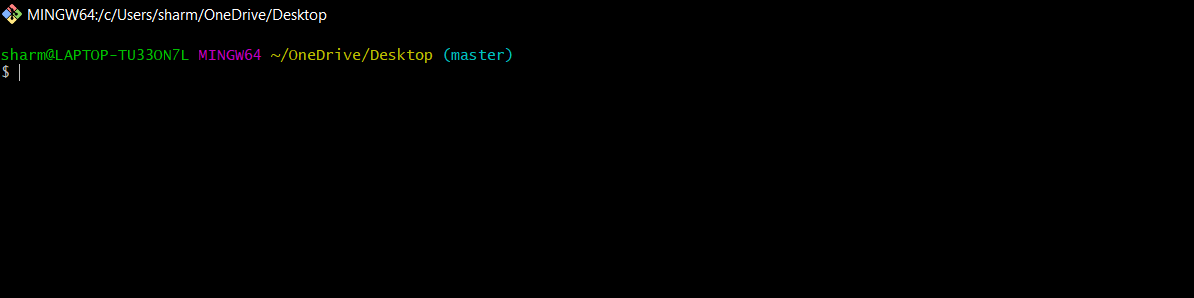 MINGW64:/c/Users/sharm/OneDrive/Desktop
sharm@LAPTOP-TU33ON7L MINGW64 ~/OneDrive/Desktop (master)
$